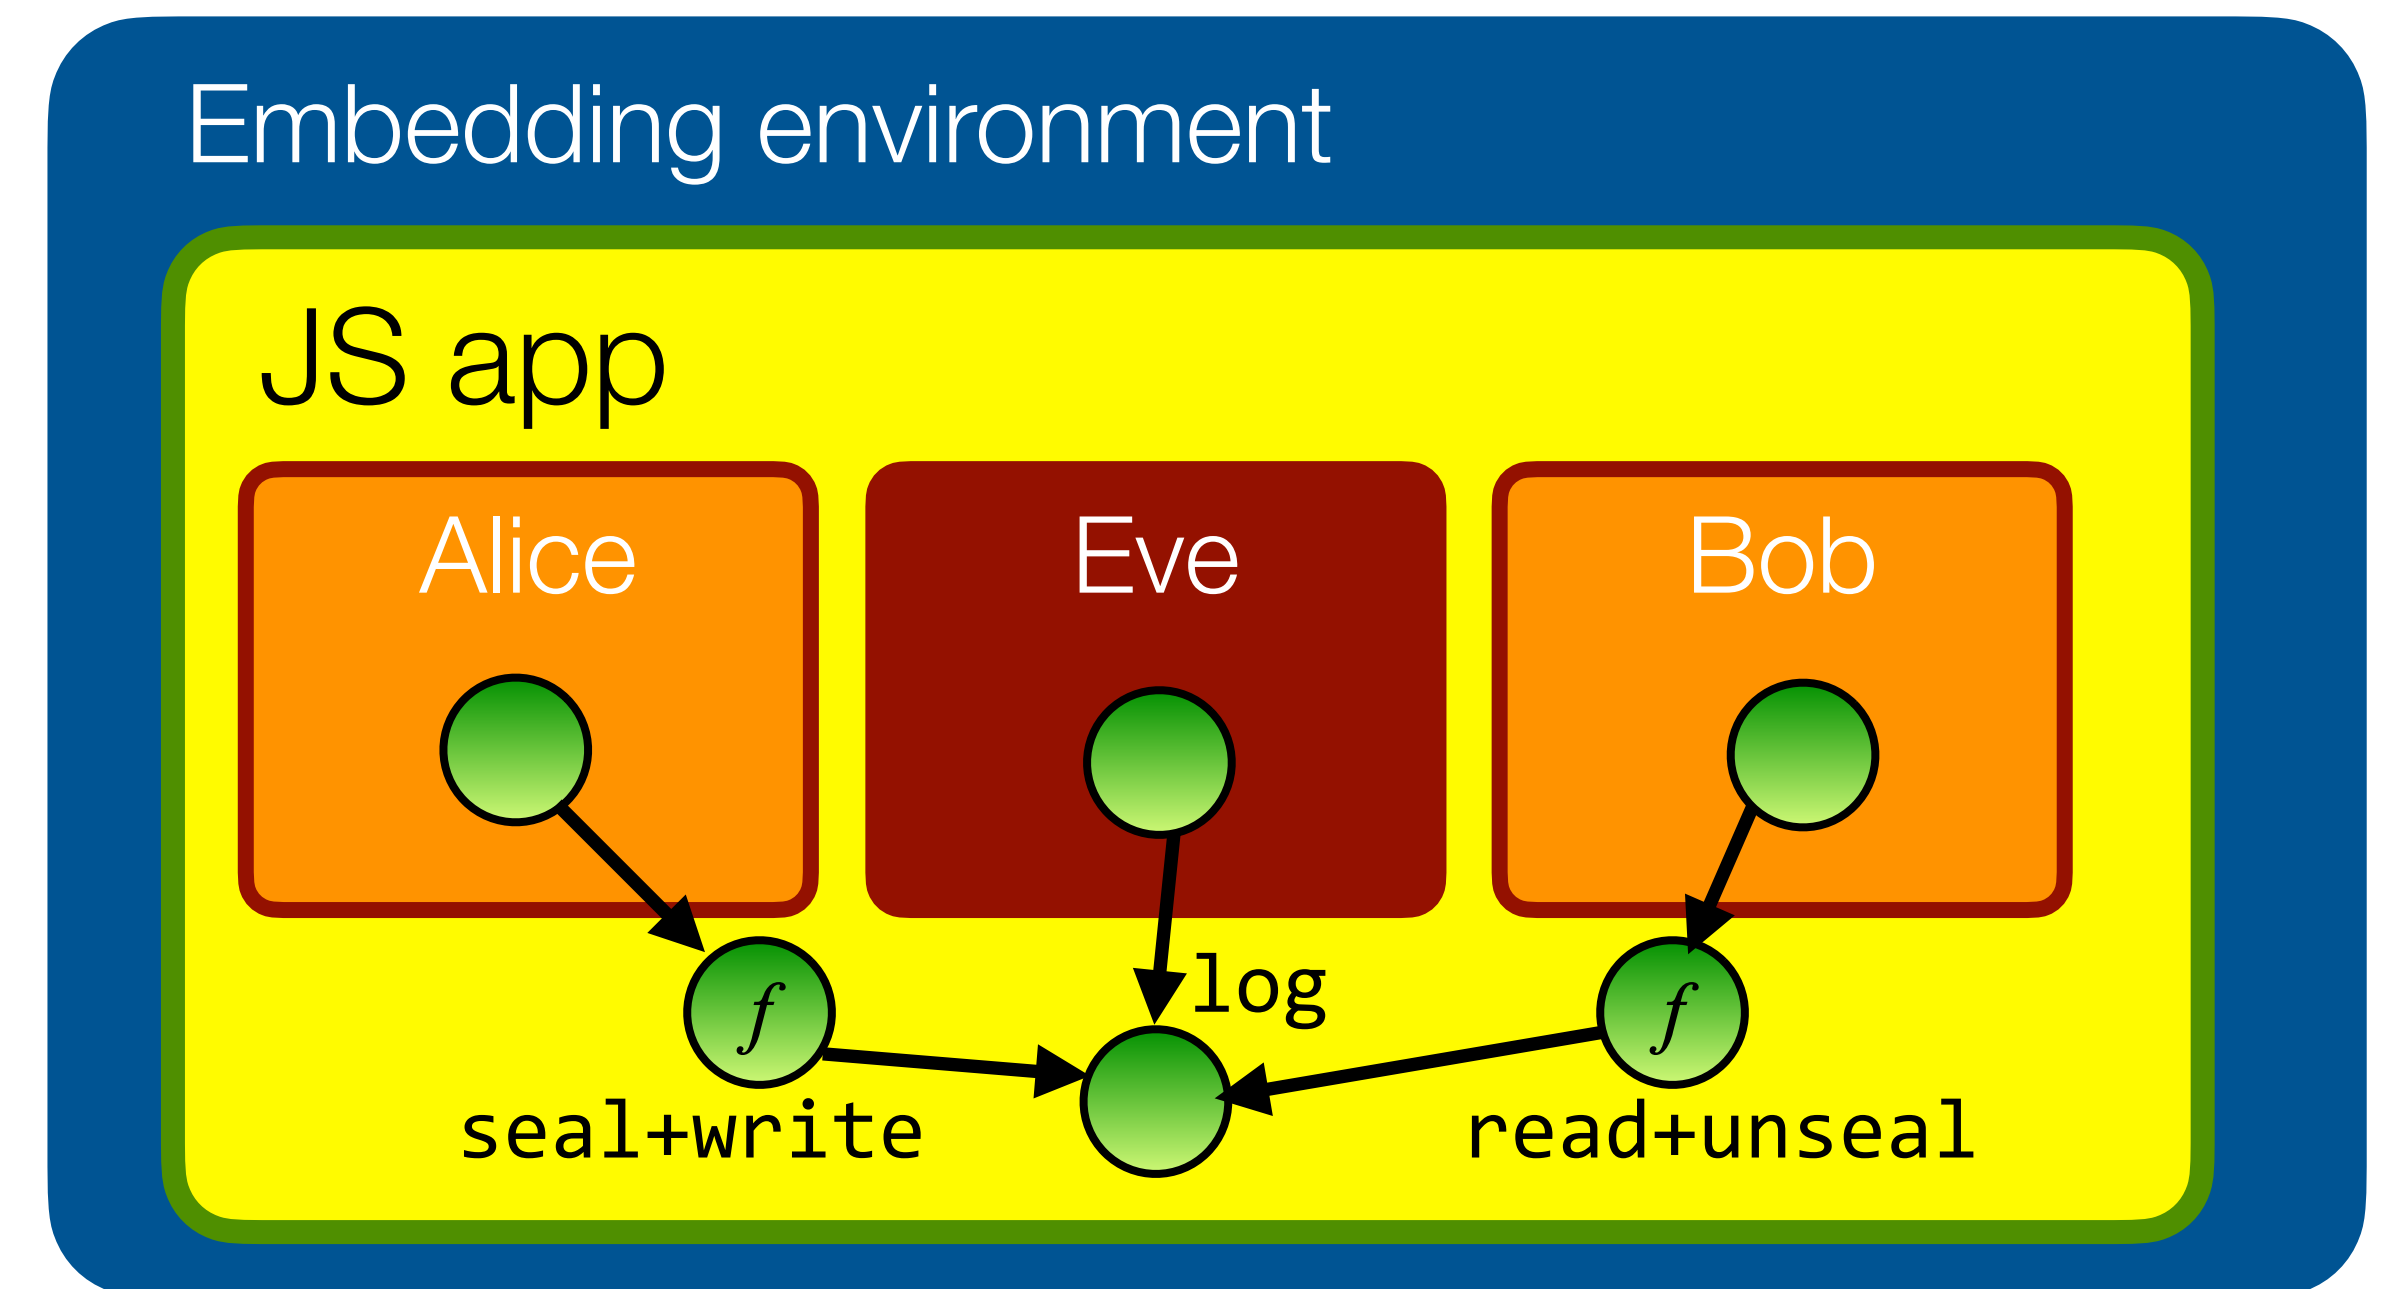 Embedding environment
JS app
Alice
Eve
Bob
log
f
f
seal+write
read+unseal